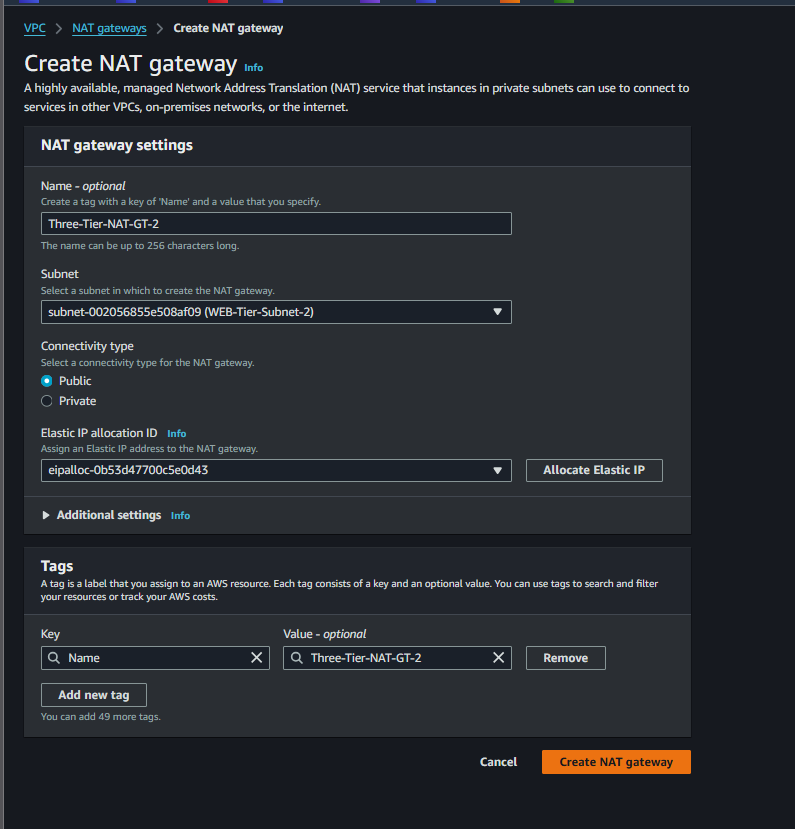 VPC > NAT gateways > Create NAT gateway
Create NAT gateway Info
A highly available, managed Network Address Translation (NAT) service that instances in private subnets can use to connect to
services in other VPCs, on-premises networks, or the internet.
NAT gateway settings
Name - optional
Create a tag with a key of 'Name' and a value that you specify.
Three-Tier-NAT-GT-2
The name can be up to 256 characters long.
Subnet
Select a subnet in which to create the NAT gateway.
subnet-002056855e508af09 (WEB-Tier-Subnet-2)
Connectivity type
Select a connectivity type for the NAT gateway.
Public
Private
Elastic IP allocation ID Info
Assign an Elastic IP address to the NAT gateway.
eipalloc-0b53d47700c5e0d43 Allocate Elastic IP
Additional settings Info
Tags
A tag is a label that you assign to an AWS resource. Each tag consists of a key and an optional value. You can use tags to search and filter
your resources or track your AWS costs.
Key Value - optional
Name Three-Tier-NAT-GT-2 Remove
Add new tag
You can add 49 more tags.
Cancel Create NAT gateway